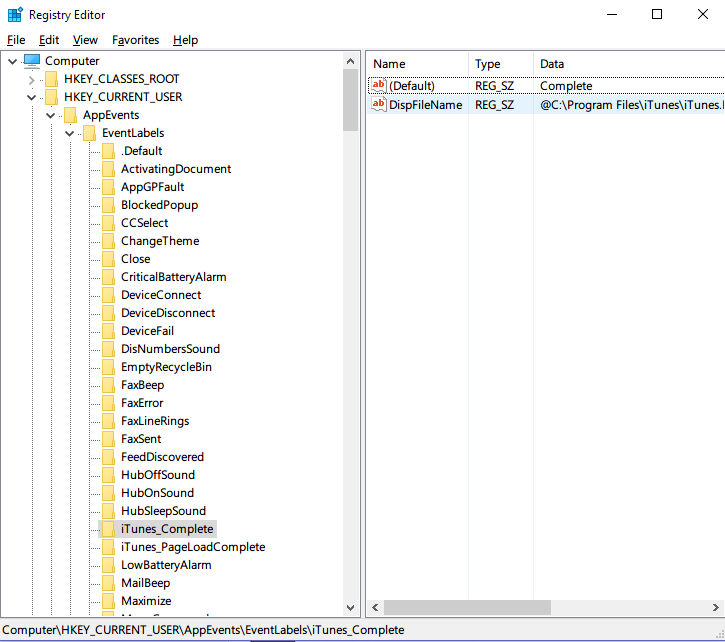 Registry Editor
File Edit View Favorites Help
Computer
HKEY_CLASSES_ROOT
HKEY_CURRENT_USER
AppEvents
EventLabels
.Default
ActivatingDocument
AppGPFault
BlockedPopup
CCSelect
ChangeTheme
Close
CriticalBatteryAlarm
DeviceConnect
DeviceDisconnect
DeviceFail
DisNumbersSound
EmptyRecycleBin
FaxBeep
FaxError
FaxLineRings
FaxSent
FeedDiscovered
HubOffSound
HubOnSound
HubSleepSound
iTunes_Complete
iTunes_PageLoadComplete
LowBatteryAlarm
MailBeep
Maximize
Name Type Data
ab (Default) REG_SZ Complete
ab DispFileName REG_SZ @C:\Program Files\iTunes\iTunes.
Computer\HKEY_CURRENT_USER\AppEvents\EventLabels\iTunes_Complete